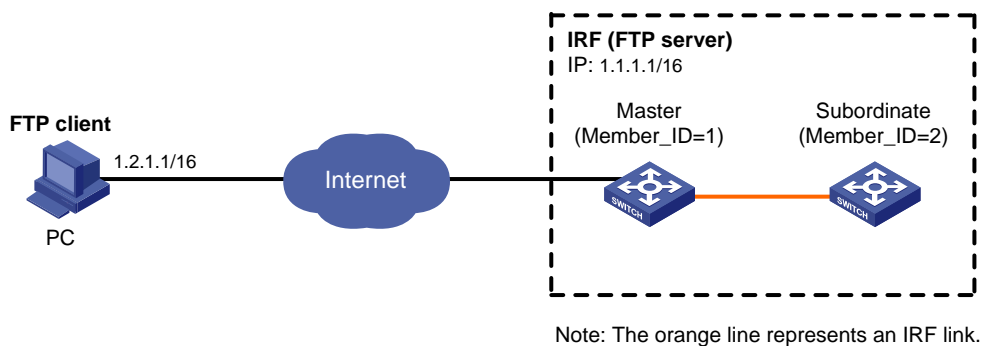 IRF (FTP server)
IP: 1.1.1.1/16
Master
(Member_ID=1)
Subordinate
(Member_ID=2)
FTP client
1.2.1.1/16
Internet
SWITCH
SWITCH
PC
Note: The orange line represents an IRF link.